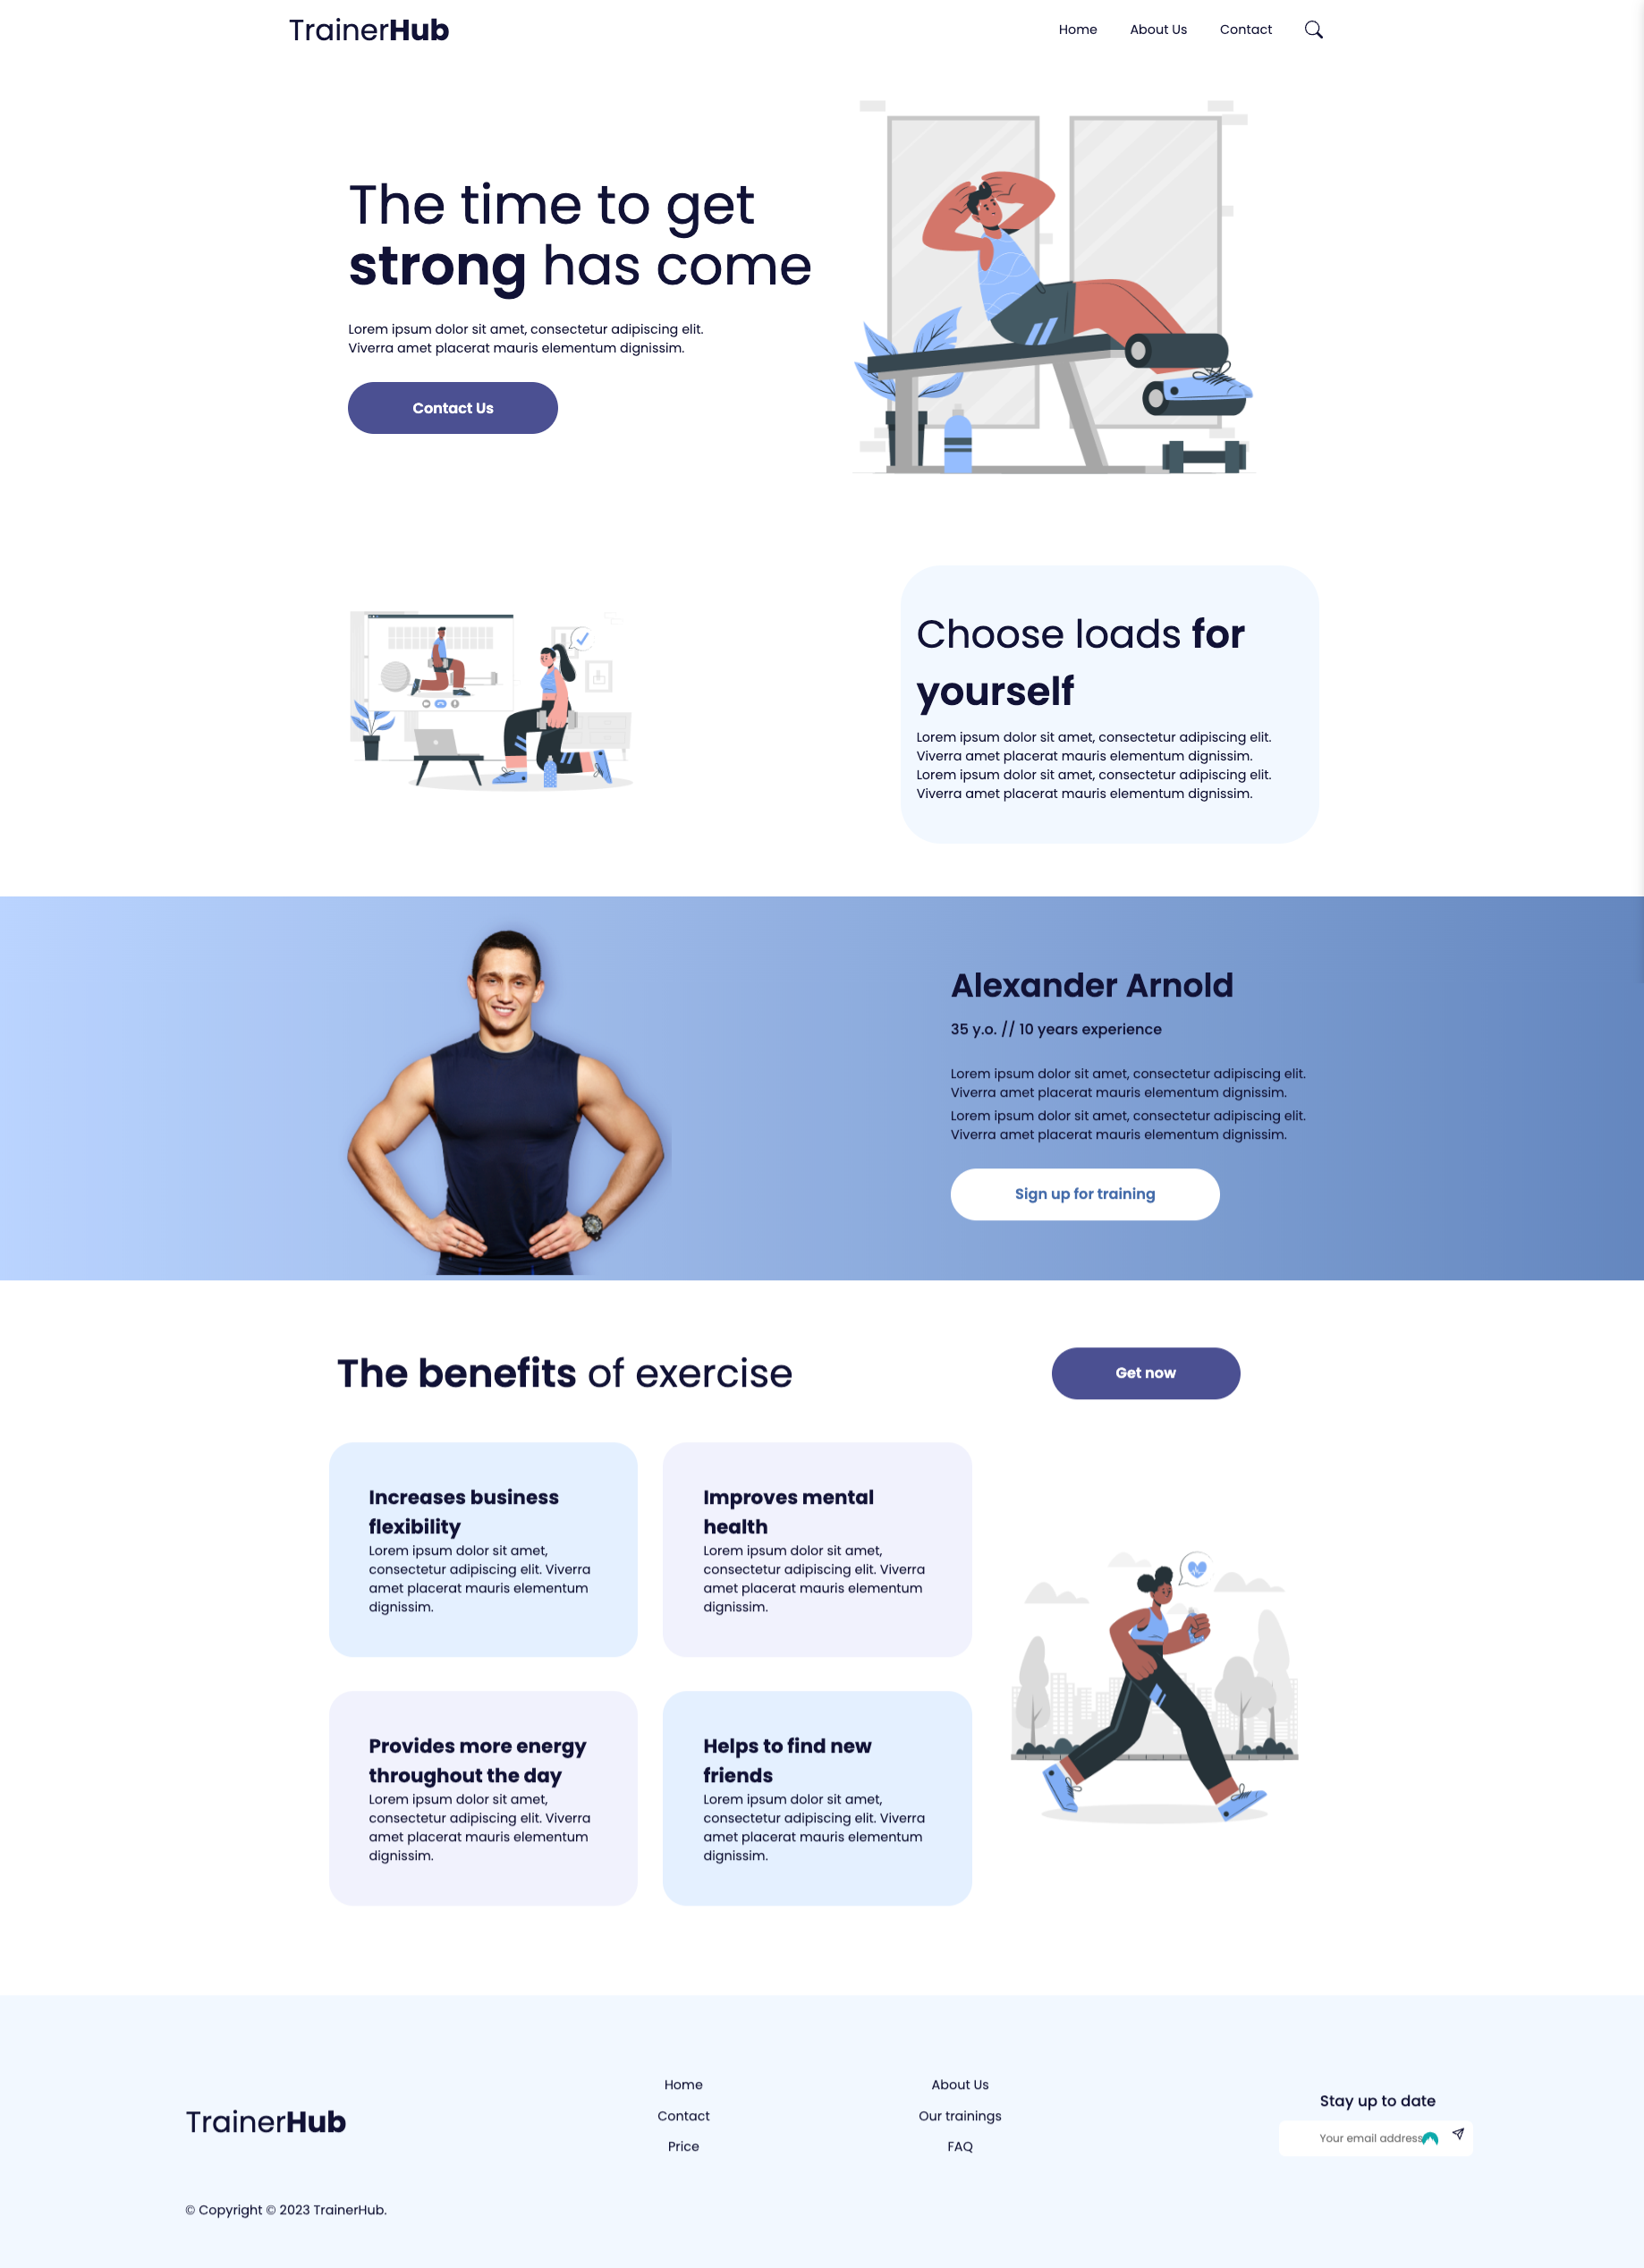 TrainerHub
Home
About Us
Contact
The time to get
strong has come
Lorem ipsum dolor sit amet, consectetur adipiscing elit.
Viverra amet placerat mauris elementum dignissim.
Contact Us
Choose loads for
yourself
Lorem ipsum dolor sit amet, consectetur adipiscing elit.
Viverra amet placerat mauris elementum dignissim.
Lorem ipsum dolor sit amet, consectetur adipiscing elit.
Viverra amet placerat mauris elementum dignissim.
Alexander Arnold
35 y.o. // 10 years experience
Lorem ipsum dolor sit amet, consectetur adipiscing elit.
Viverra amet placerat mauris elementum dignissim.
Lorem ipsum dolor sit amet, consectetur adipiscing elit.
Viverra amet placerat mauris elementum dignissim.
Sign up for training
The benefits of exercise
Get now
Increases business
flexibility
Lorem ipsum dolor sit amet,
consectetur adipiscing elit. Viverra
amet placerat mauris elementum
dignissim.
Improves mental
health
Lorem ipsum dolor sit amet,
consectetur adipiscing elit. Viverra
amet placerat mauris elementum
dignissim.
Provides more energy
throughout the day
Lorem ipsum dolor sit amet,
consectetur adipiscing elit. Viverra
amet placerat mauris elementum
dignissim.
Helps to find new
friends
Lorem ipsum dolor sit amet,
consectetur adipiscing elit. Viverra
amet placerat mauris elementum
dignissim.
TrainerHub
Home
Contact
Price
About Us
Our trainings
FAQ
Stay up to date
Your email address
© Copyright © 2023 TrainerHub.